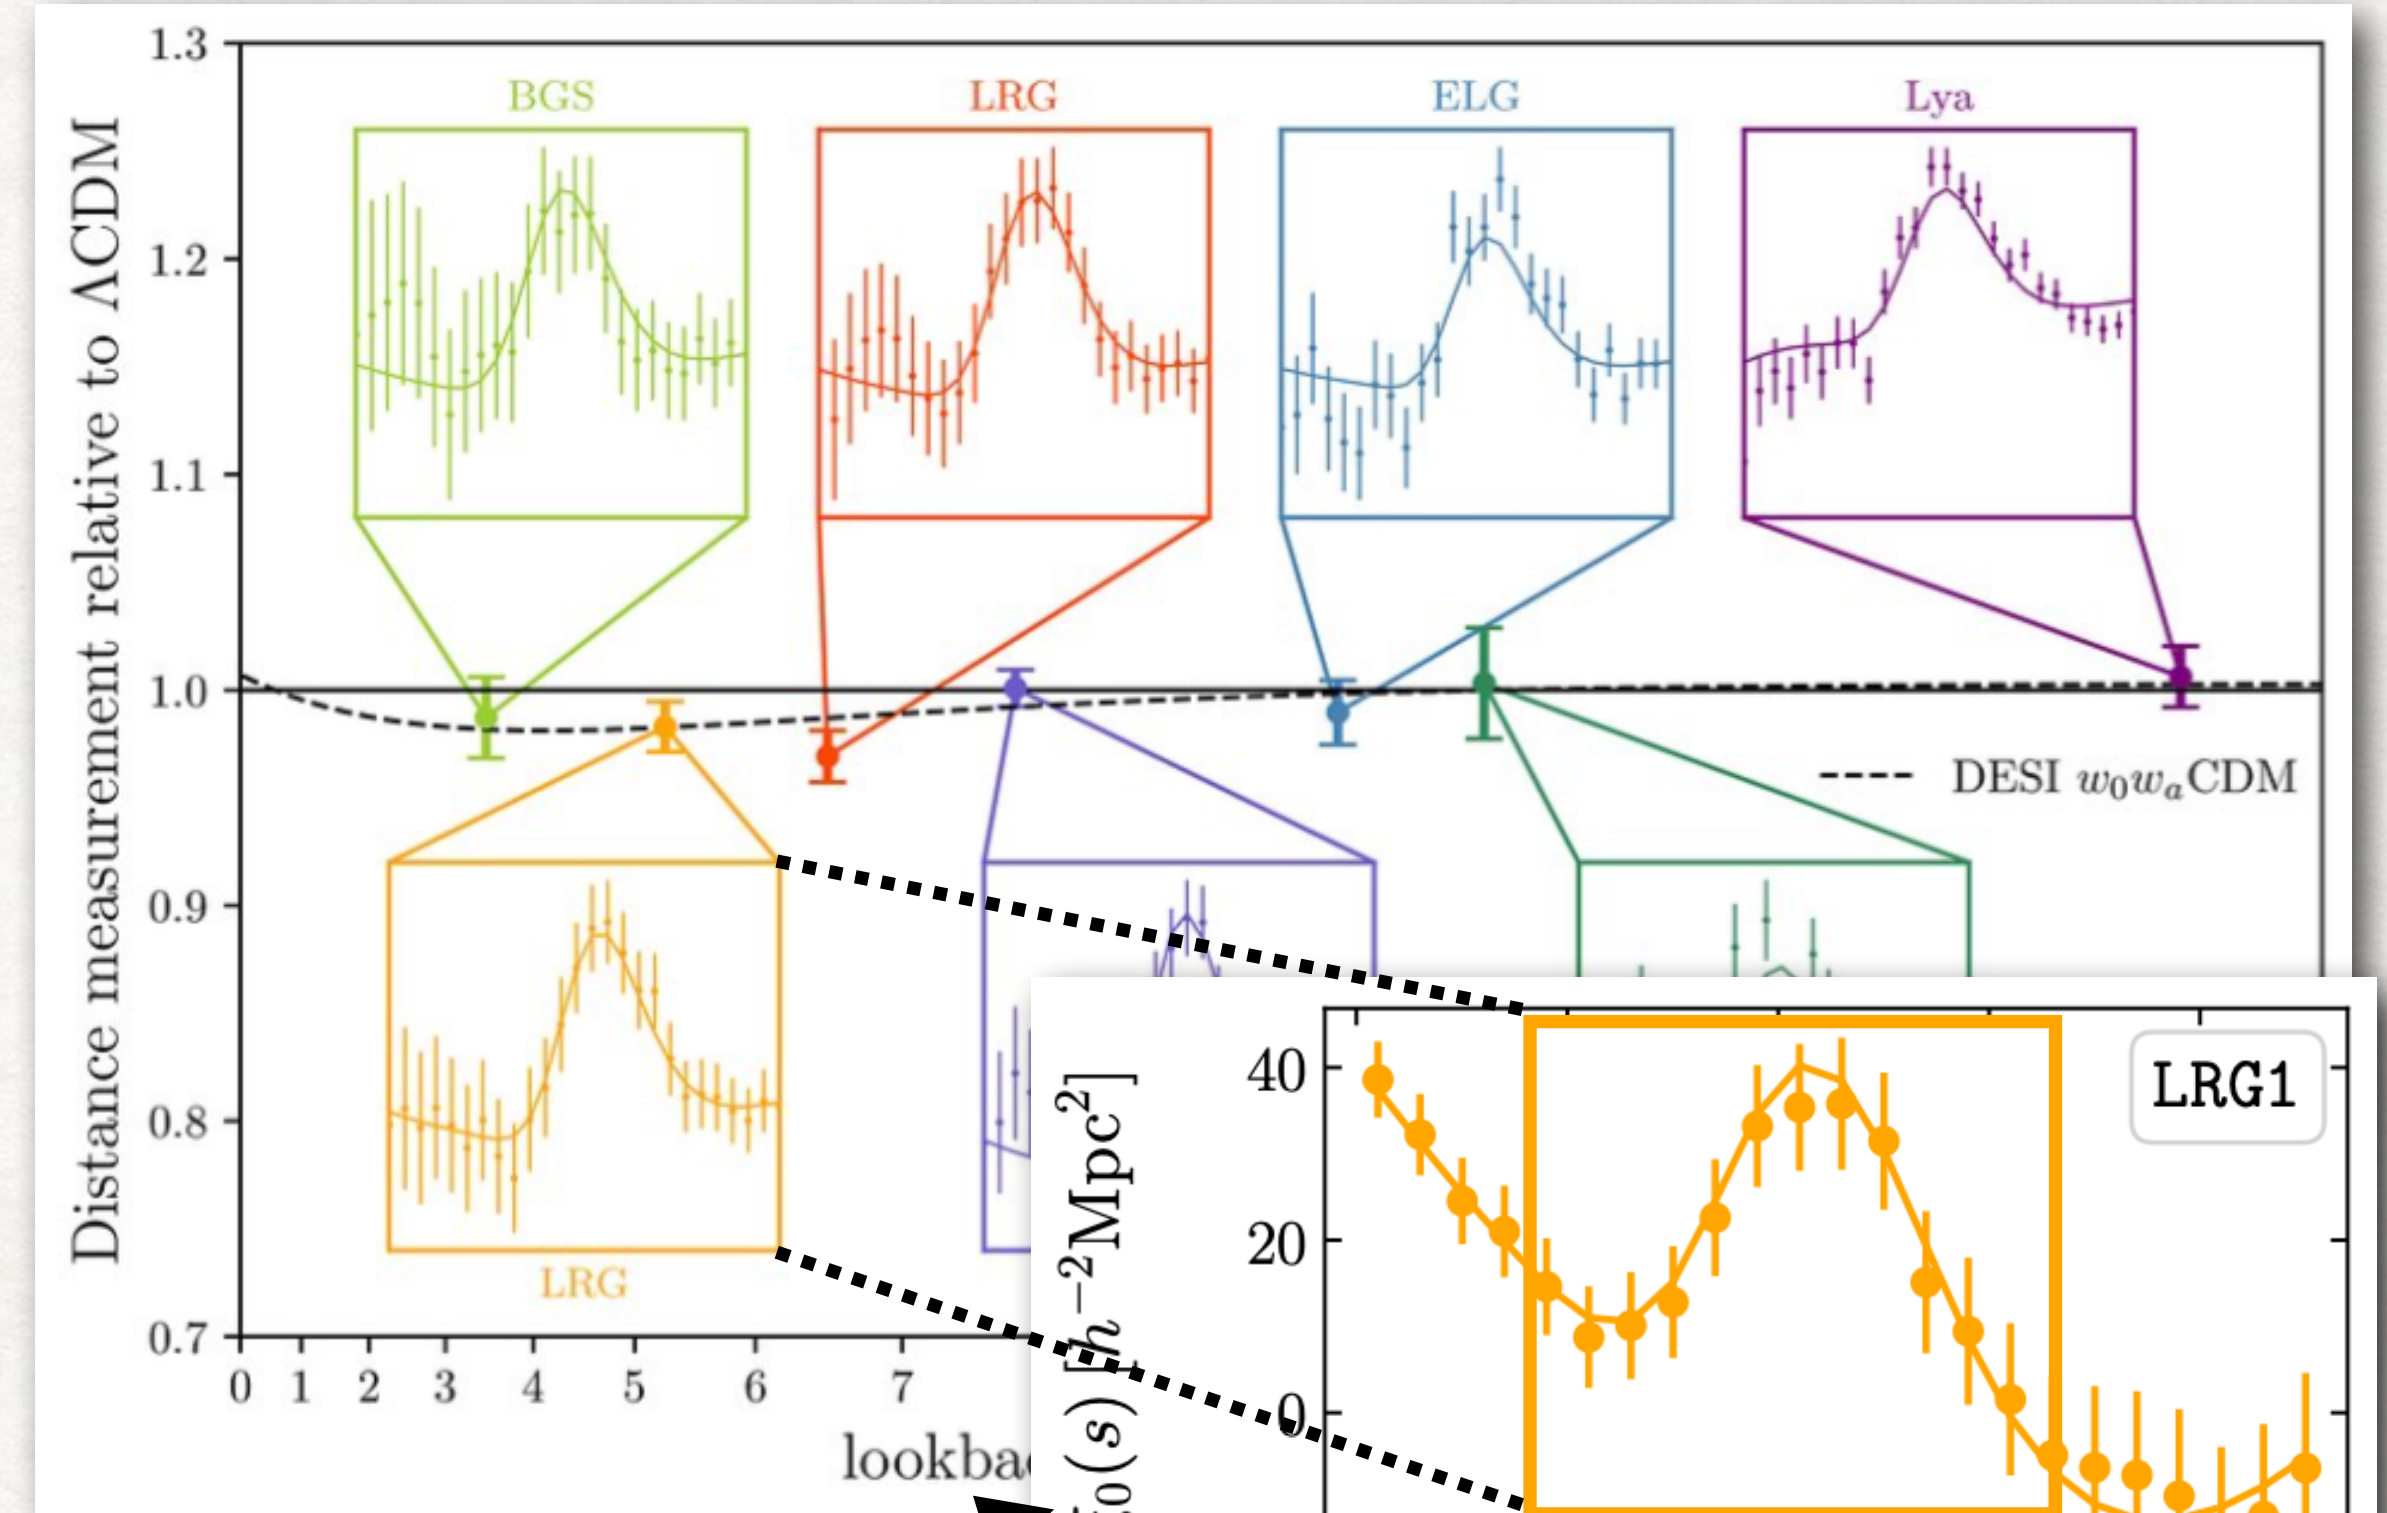 1.3
BGS LRG ELG Lya
1.2
1.1
1.0
0.9
0.8
0.7
Distance measurement relative to ΛCDM
DESI w₀wₐCDM
LRG
0 1 2 3 4 5 6 7
40
20
0
[h⁻²Mpc²]
LRG1